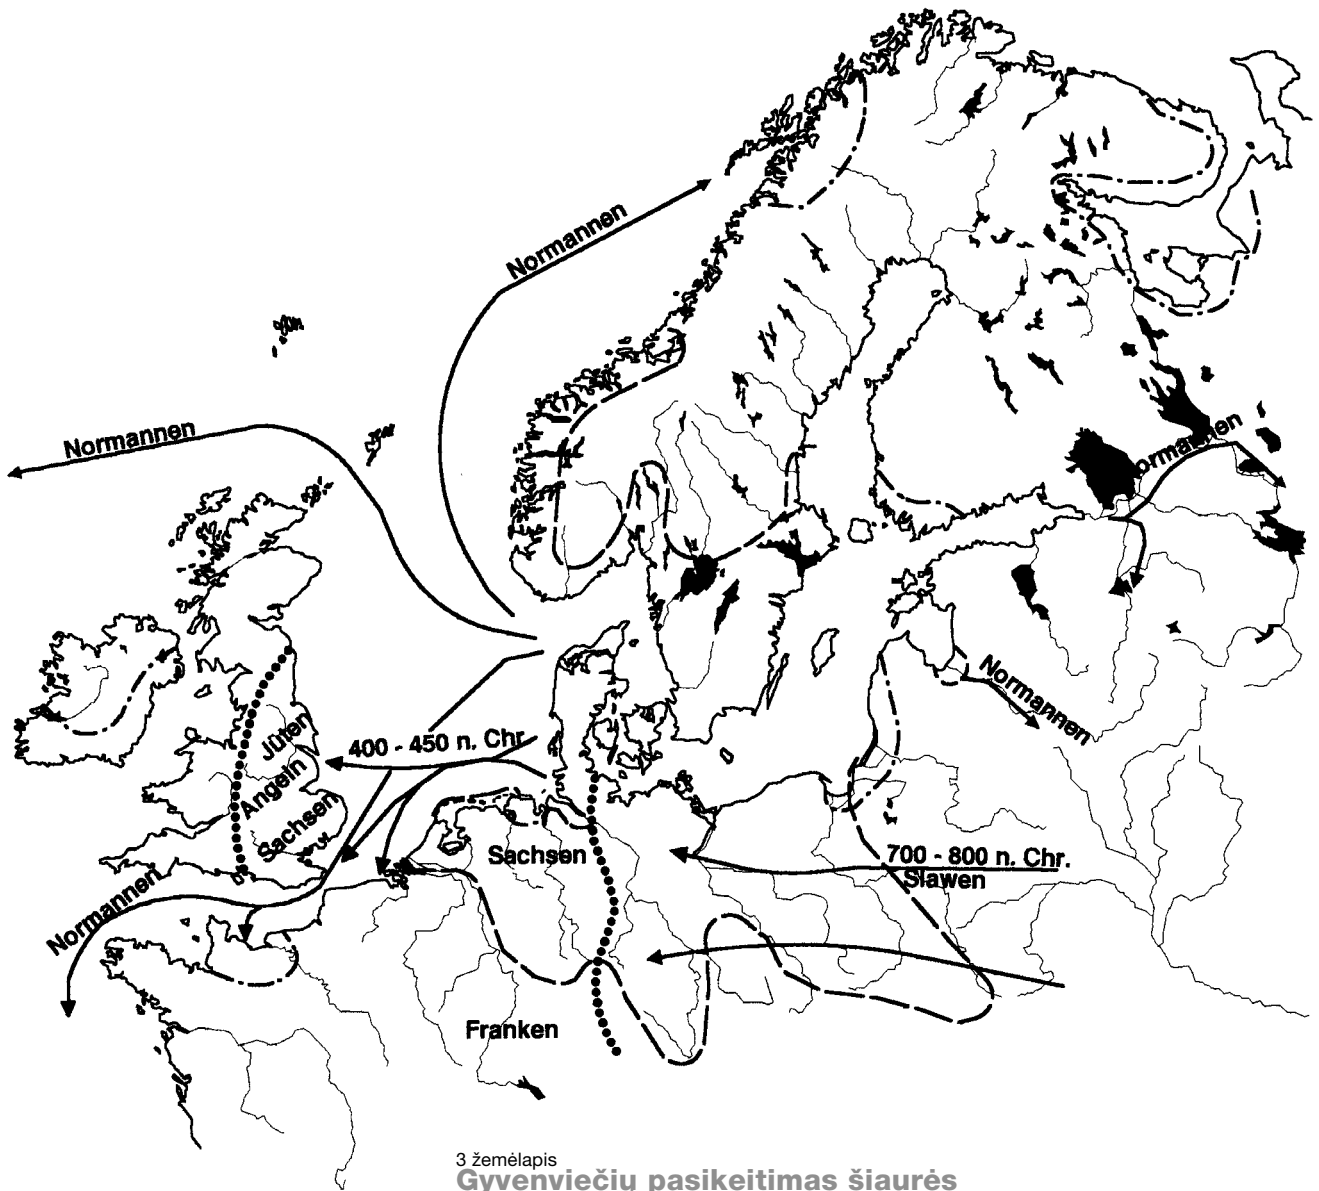 Normannen
Normannen
ormannen
Normannen
Jüten
400 - 450 n. Chr.
Angeln
Sachsen
Sachsen
700 - 800 n. Chr.
Slawen
Normannen
Franken
3 žemėlapis
Gyvenviečių pasikeitimas šiaurės